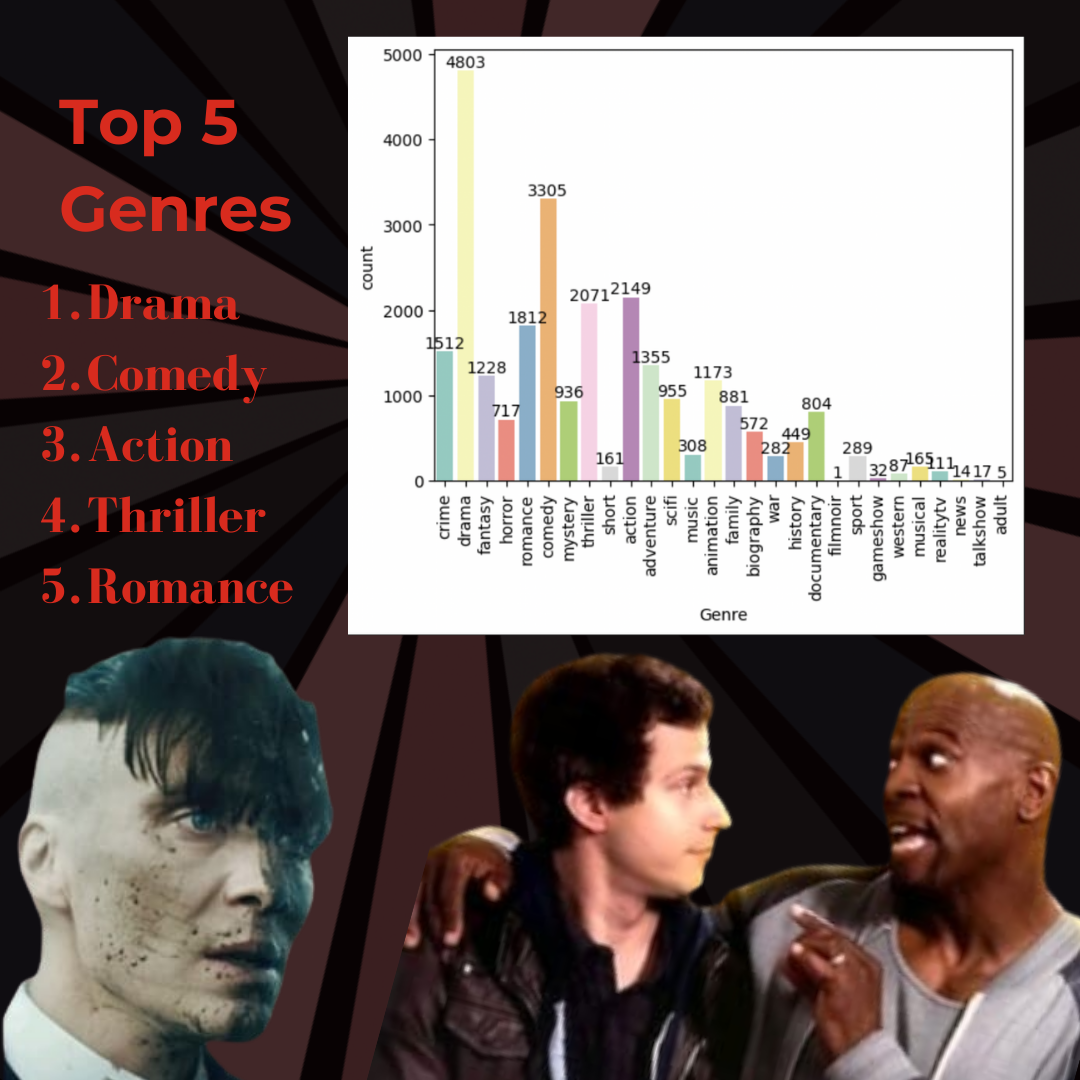 Top 5
Genres
1. Drama
2. Comedy
3. Action
4. Thriller
5. Romance
5000
4000
3000
2000
1000
0
count
4803
3305
2071
2149
1812
1512
1355
1228
1173
936
955
881
717
804
572
449
308
282
289
161
1
32
87
165
111
14
17
5
crime
drama
fantasy
horror
romance
comedy
mystery
thriller
short
action
adventure
scifi
music
animation
family
biography
war
history
documentary
filmnoir
sport
gameshow
western
musical
realitytv
news
talkshow
adult
Genre